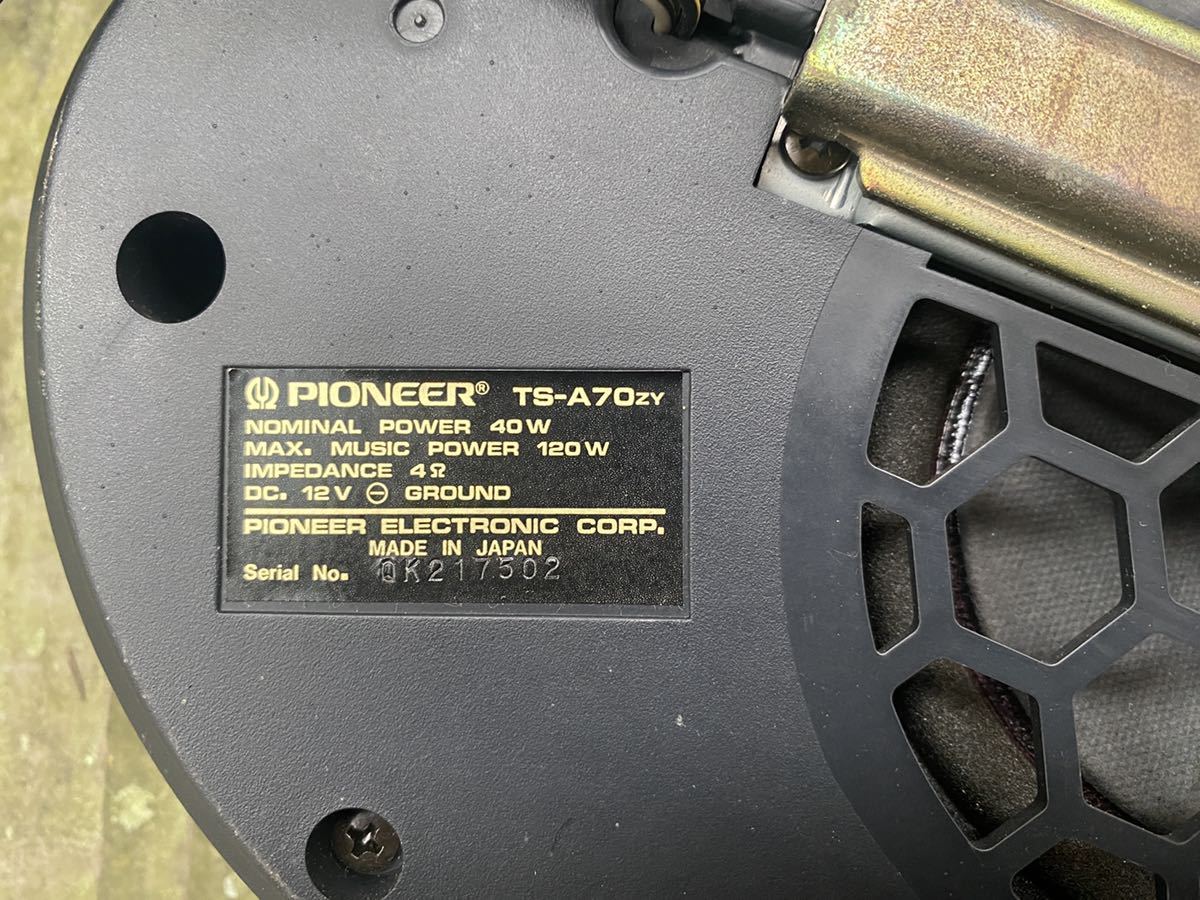 PIONEER® TS-A70ZY
NOMINAL POWER 40W
MAX. MUSIC POWER 120W
IMPEDANCE 4Ω
DC. 12V ⊖ GROUND
PIONEER ELECTRONIC CORP.
MADE IN JAPAN
Serial No. QK217502